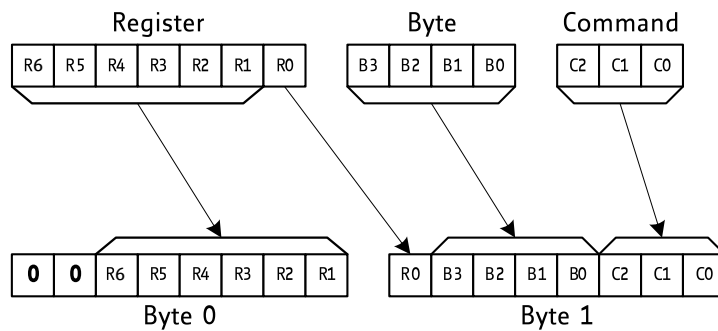 Register Byte Command
R6 R5 R4 R3 R2 R1 R0 B3 B2 B1 B0 C2 C1 C0
0 0 R6 R5 R4 R3 R2 R1 R0 B3 B2 B1 B0 C2 C1 C0
Byte 0 Byte 1